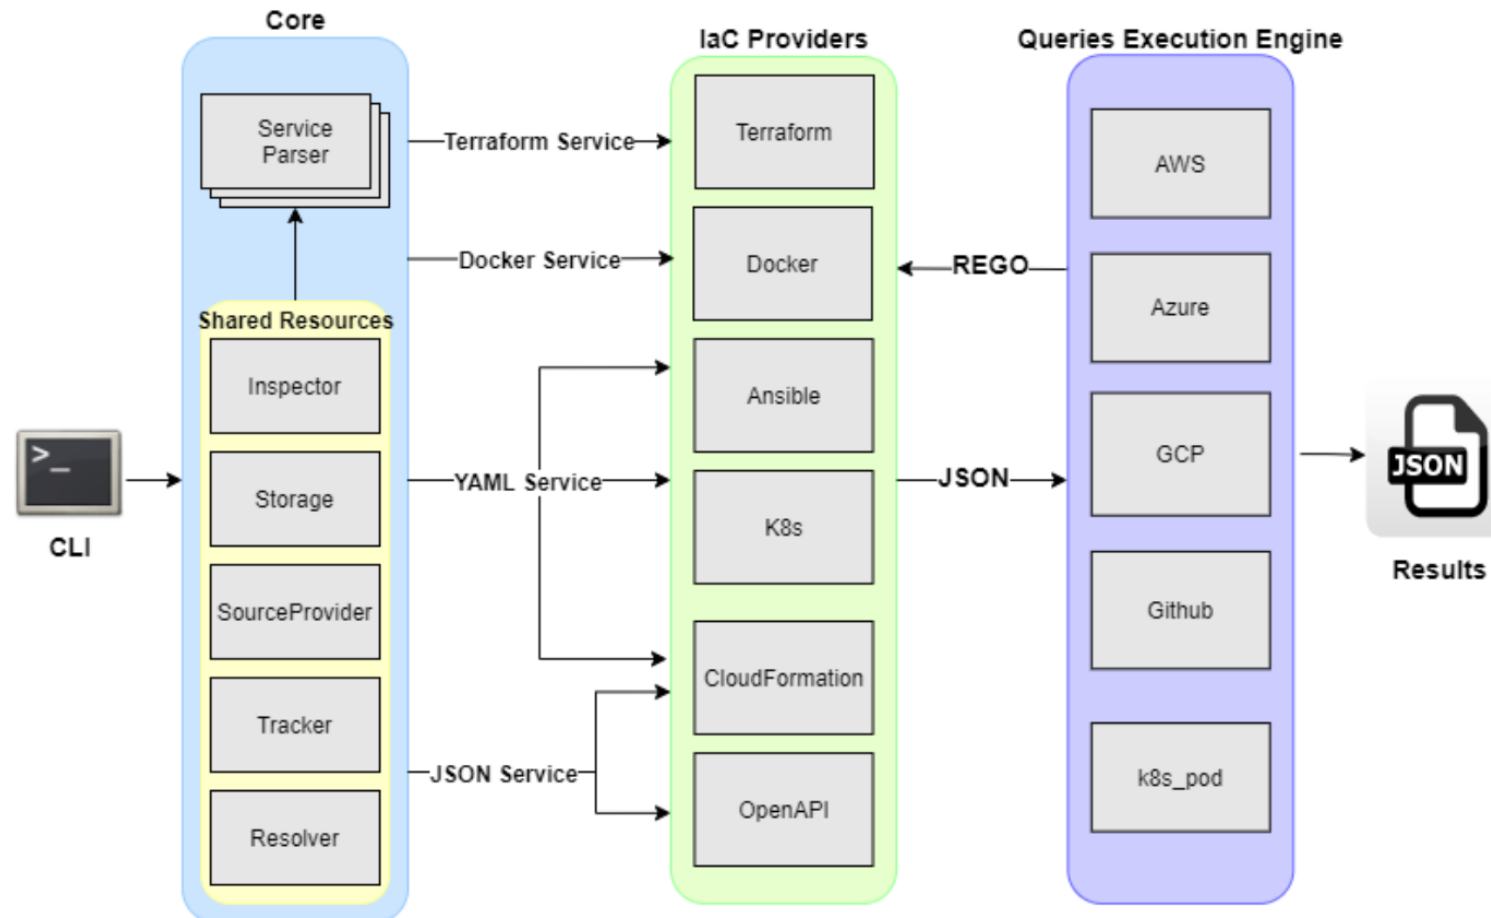 Core
IaC Providers
Queries Execution Engine
Service
Parser
Terraform Service
Terraform
AWS
Docker Service
Docker
REGO
Azure
Shared Resources
Inspector
Ansible
GCP
>_
CLI
Storage
YAML Service
K8s
JSON
JSON
Results
SourceProvider
Github
CloudFormation
Tracker
JSON Service
k8s_pod
OpenAPI
Resolver